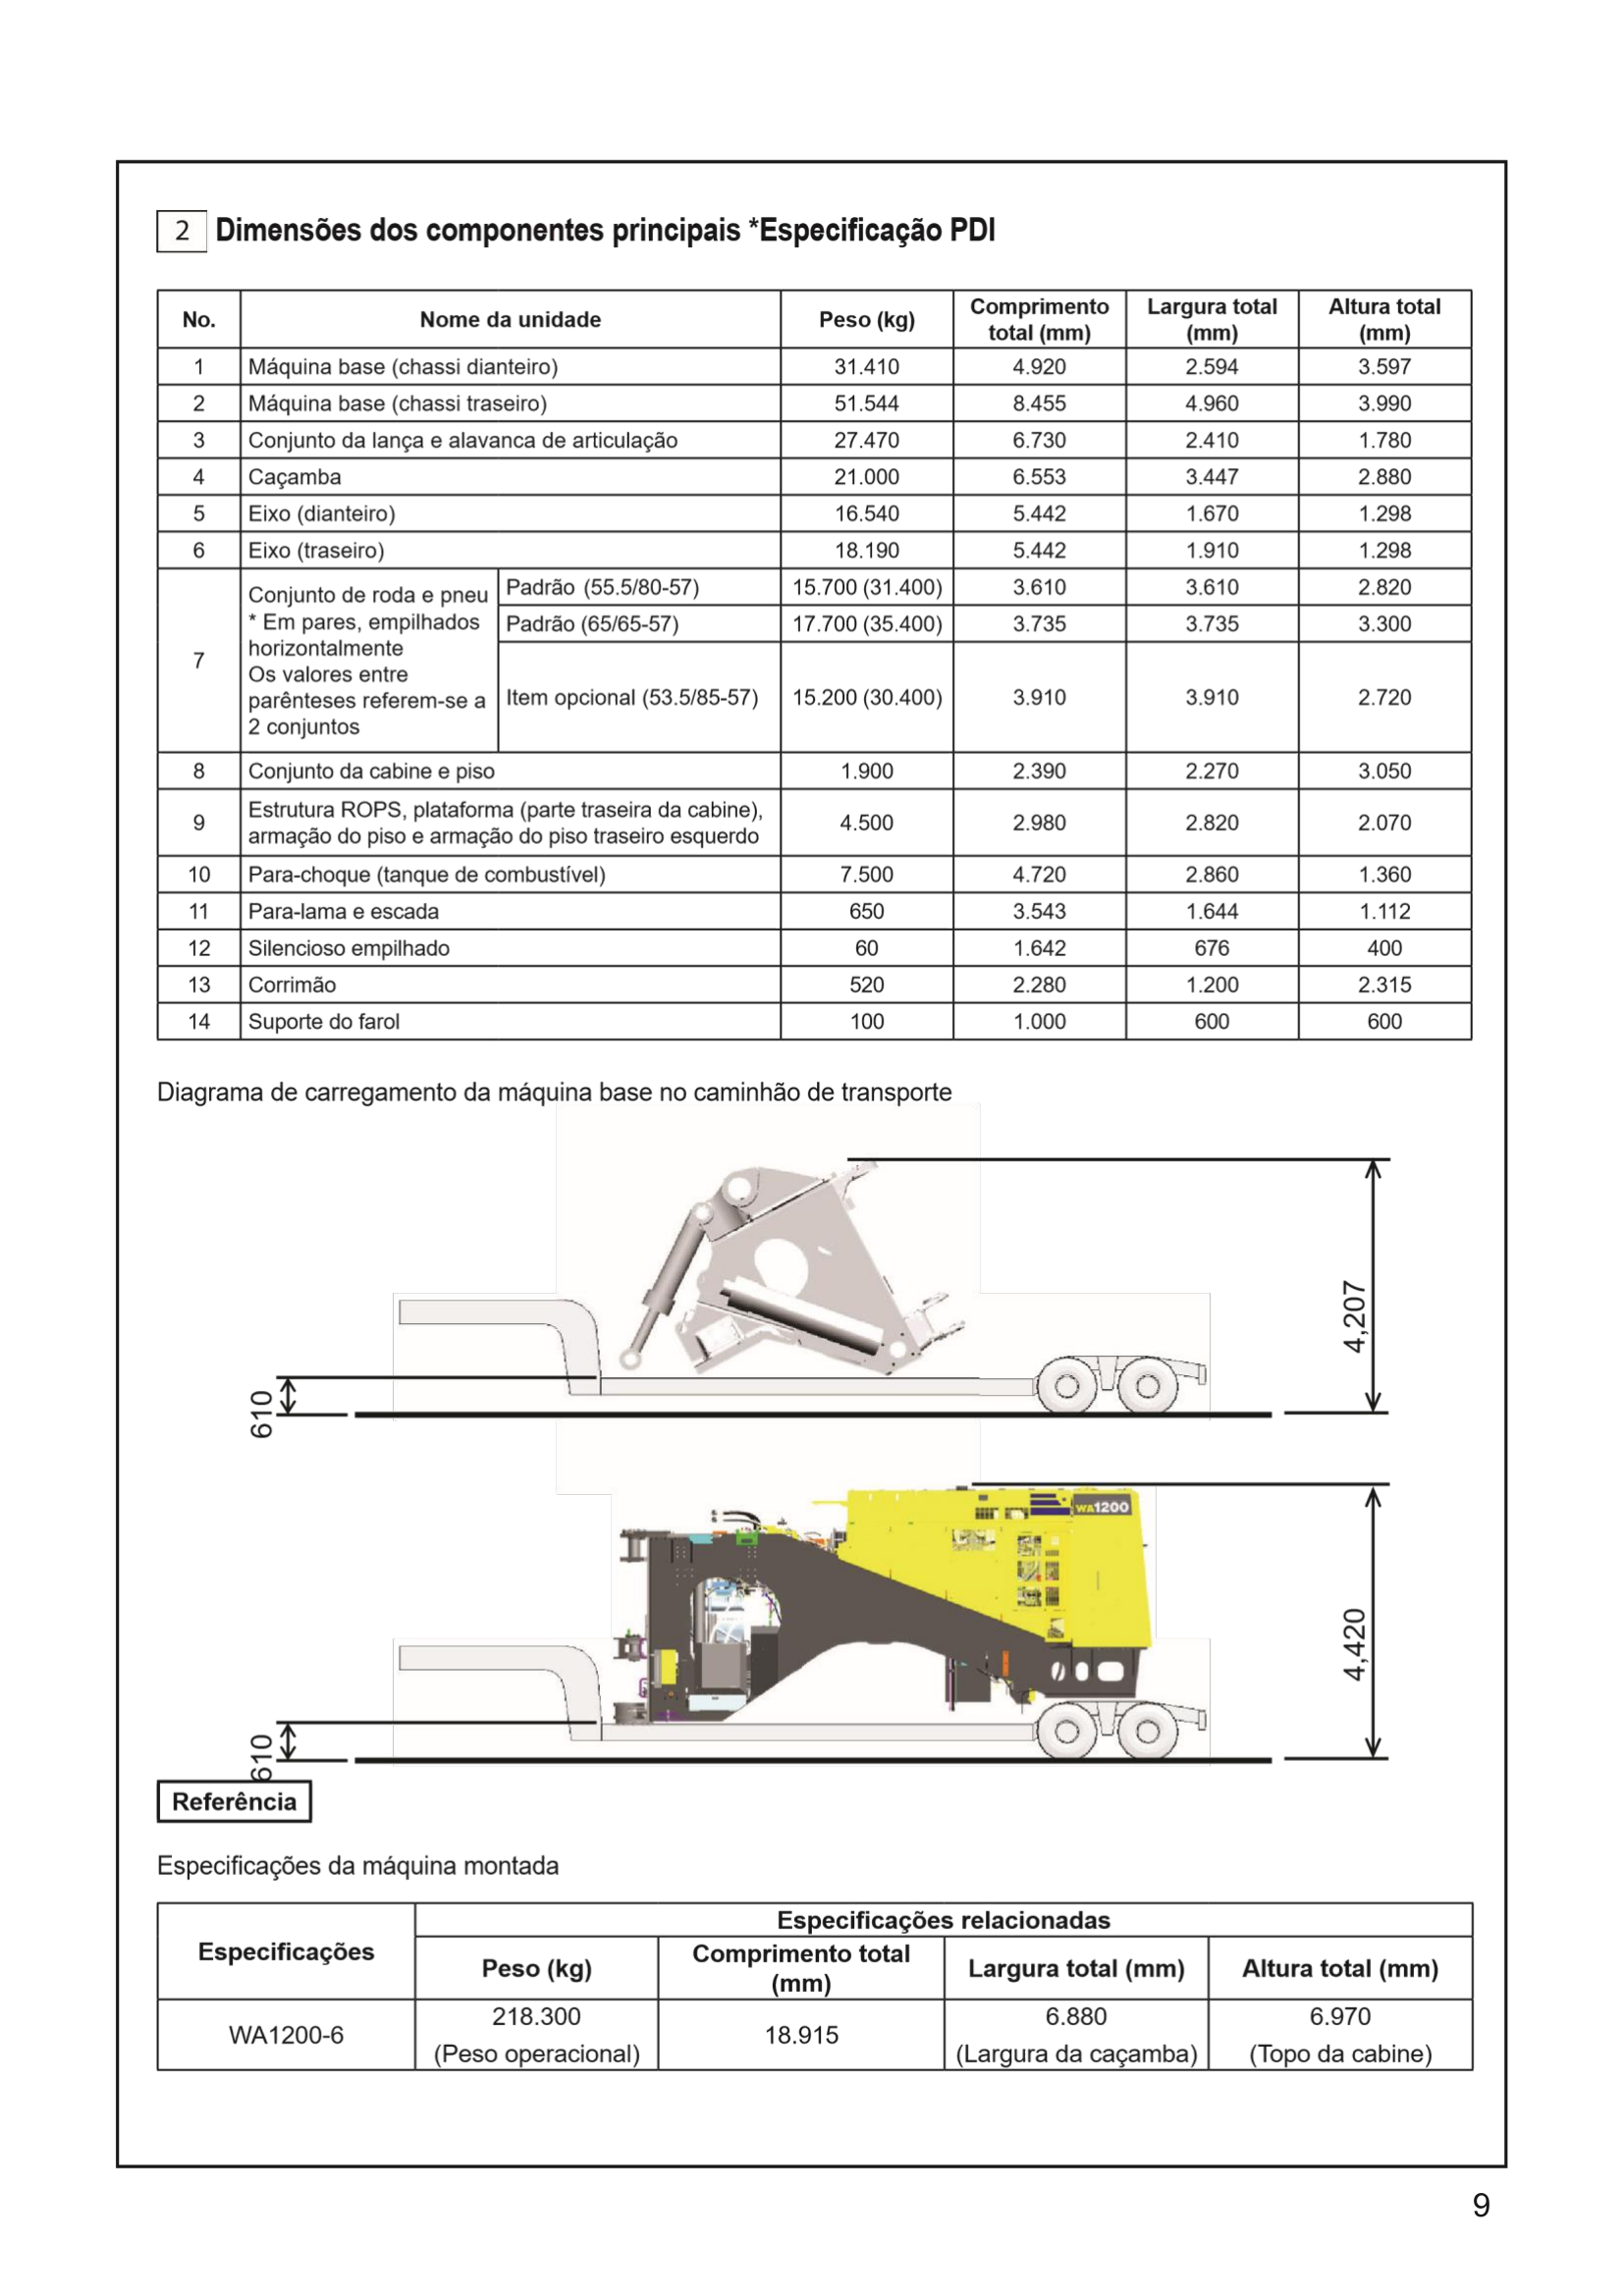 2 Dimensões dos componentes principais *Especificação PDI
No. Nome da unidade Peso (kg) Comprimento total (mm) Largura total (mm) Altura total (mm)
1 Máquina base (chassi dianteiro) 31.410 4.920 2.594 3.597
2 Máquina base (chassi traseiro) 51.544 8.455 4.960 3.990
3 Conjunto da lança e alavanca de articulação 27.470 6.730 2.410 1.780
4 Caçamba 21.000 6.553 3.447 2.880
5 Eixo (dianteiro) 16.540 5.442 1.670 1.298
6 Eixo (traseiro) 18.190 5.442 1.910 1.298
7 Conjunto de roda e pneu
* Em pares, empilhados
horizontalmente
Os valores entre
parênteses referem-se a
2 conjuntos
Padrão (55.5/80-57) 15.700 (31.400) 3.610 3.610 2.820
Padrão (65/65-57) 17.700 (35.400) 3.735 3.735 3.300
Item opcional (53.5/85-57) 15.200 (30.400) 3.910 3.910 2.720
8 Conjunto da cabine e piso 1.900 2.390 2.270 3.050
9 Estrutura ROPS, plataforma (parte traseira da cabine),
armação do piso e armação do piso traseiro esquerdo 4.500 2.980 2.820 2.070
10 Para-choque (tanque de combustível) 7.500 4.720 2.860 1.360
11 Para-lama e escada 650 3.543 1.644 1.112
12 Silencioso empilhado 60 1.642 676 400
13 Corrimão 520 2.280 1.200 2.315
14 Suporte do farol 100 1.000 600 600
Diagrama de carregamento da máquina base no caminhão de transporte
4,207
610
WA1200
4,420
610
Referência
Especificações da máquina montada
Especificações Especificações relacionadas
Peso (kg) Comprimento total (mm) Largura total (mm) Altura total (mm)
WA1200-6 218.300 (Peso operacional) 18.915 6.880 (Largura da caçamba) 6.970 (Topo da cabine)
9